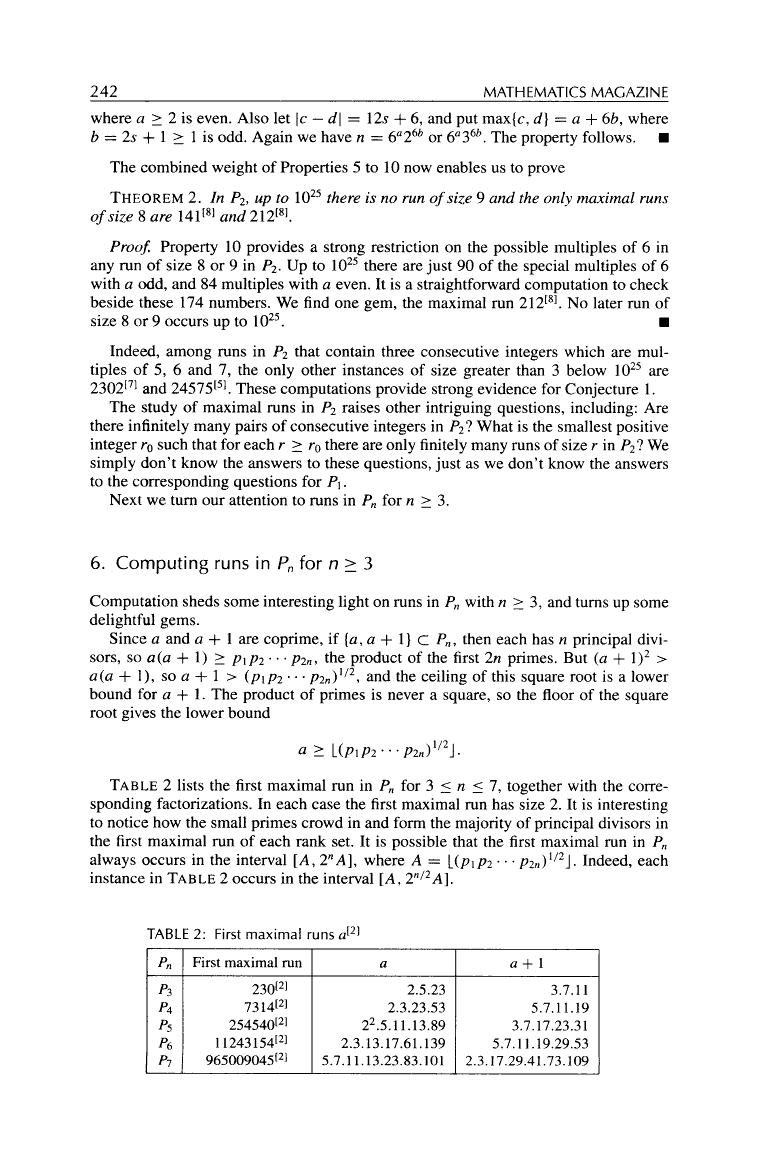 242 MATHEMATICS MAGAZINE
where a ≥ 2 is even. Also let |c − d| = 12s + 6, and put max{c, d} = a + 6b, where
b = 2s + 1 ≥ 1 is odd. Again we have n = 6ᵃ2⁶ᵇ or 6ᵃ3⁶ᵇ. The property follows. ■
The combined weight of Properties 5 to 10 now enables us to prove
THEOREM 2. In P₂, up to 10²⁵ there is no run of size 9 and the only maximal runs
of size 8 are 141[⁸] and 212[⁸].
Proof. Property 10 provides a strong restriction on the possible multiples of 6 in
any run of size 8 or 9 in P₂. Up to 10²⁵ there are just 90 of the special multiples of 6
with a odd, and 84 multiples with a even. It is a straightforward computation to check
beside these 174 numbers. We find one gem, the maximal run 212[⁸]. No later run of
size 8 or 9 occurs up to 10²⁵. ■
Indeed, among runs in P₂ that contain three consecutive integers which are mul-
tiples of 5, 6 and 7, the only other instances of size greater than 3 below 10²⁵ are
2302[⁷] and 24575[⁵]. These computations provide strong evidence for Conjecture 1.
The study of maximal runs in P₂ raises other intriguing questions, including: Are
there infinitely many pairs of consecutive integers in P₂? What is the smallest positive
integer r₀ such that for each r ≥ r₀ there are only finitely many runs of size r in P₂? We
simply don't know the answers to these questions, just as we don't know the answers
to the corresponding questions for P₁.
Next we turn our attention to runs in Pₙ for n ≥ 3.
6. Computing runs in Pₙ for n ≥ 3
Computation sheds some interesting light on runs in Pₙ with n ≥ 3, and turns up some
delightful gems.
Since a and a + 1 are coprime, if {a, a + 1} ⊂ Pₙ, then each has n principal divi-
sors, so a(a + 1) ≥ p₁p₂ · · · p₂ₙ, the product of the first 2n primes. But (a + 1)² >
a(a + 1), so a + 1 > (p₁p₂ · · · p₂ₙ)¹/², and the ceiling of this square root is a lower
bound for a + 1. The product of primes is never a square, so the floor of the square
root gives the lower bound
a ≥ ⌊(p₁p₂ · · · p₂ₙ)¹/²⌋.
TABLE 2 lists the first maximal run in Pₙ for 3 ≤ n ≤ 7, together with the corre-
sponding factorizations. In each case the first maximal run has size 2. It is interesting
to notice how the small primes crowd in and form the majority of principal divisors in
the first maximal run of each rank set. It is possible that the first maximal run in Pₙ
always occurs in the interval [A, 2ⁿA], where A = ⌊(p₁p₂ · · · p₂ₙ)¹/²⌋. Indeed, each
instance in TABLE 2 occurs in the interval [A, 2ⁿ/²A].
TABLE 2: First maximal runs a[²]
Pₙ First maximal run a a + 1
P₃ 230[²] 2.5.23 3.7.11
P₄ 7314[²] 2.3.23.53 5.7.11.19
P₅ 254540[²] 2².5.11.13.89 3.7.17.23.31
P₆ 11243154[²] 2.3.13.17.61.139 5.7.11.19.29.53
P₇ 965009045[²] 5.7.11.13.23.83.101 2.3.17.29.41.73.109